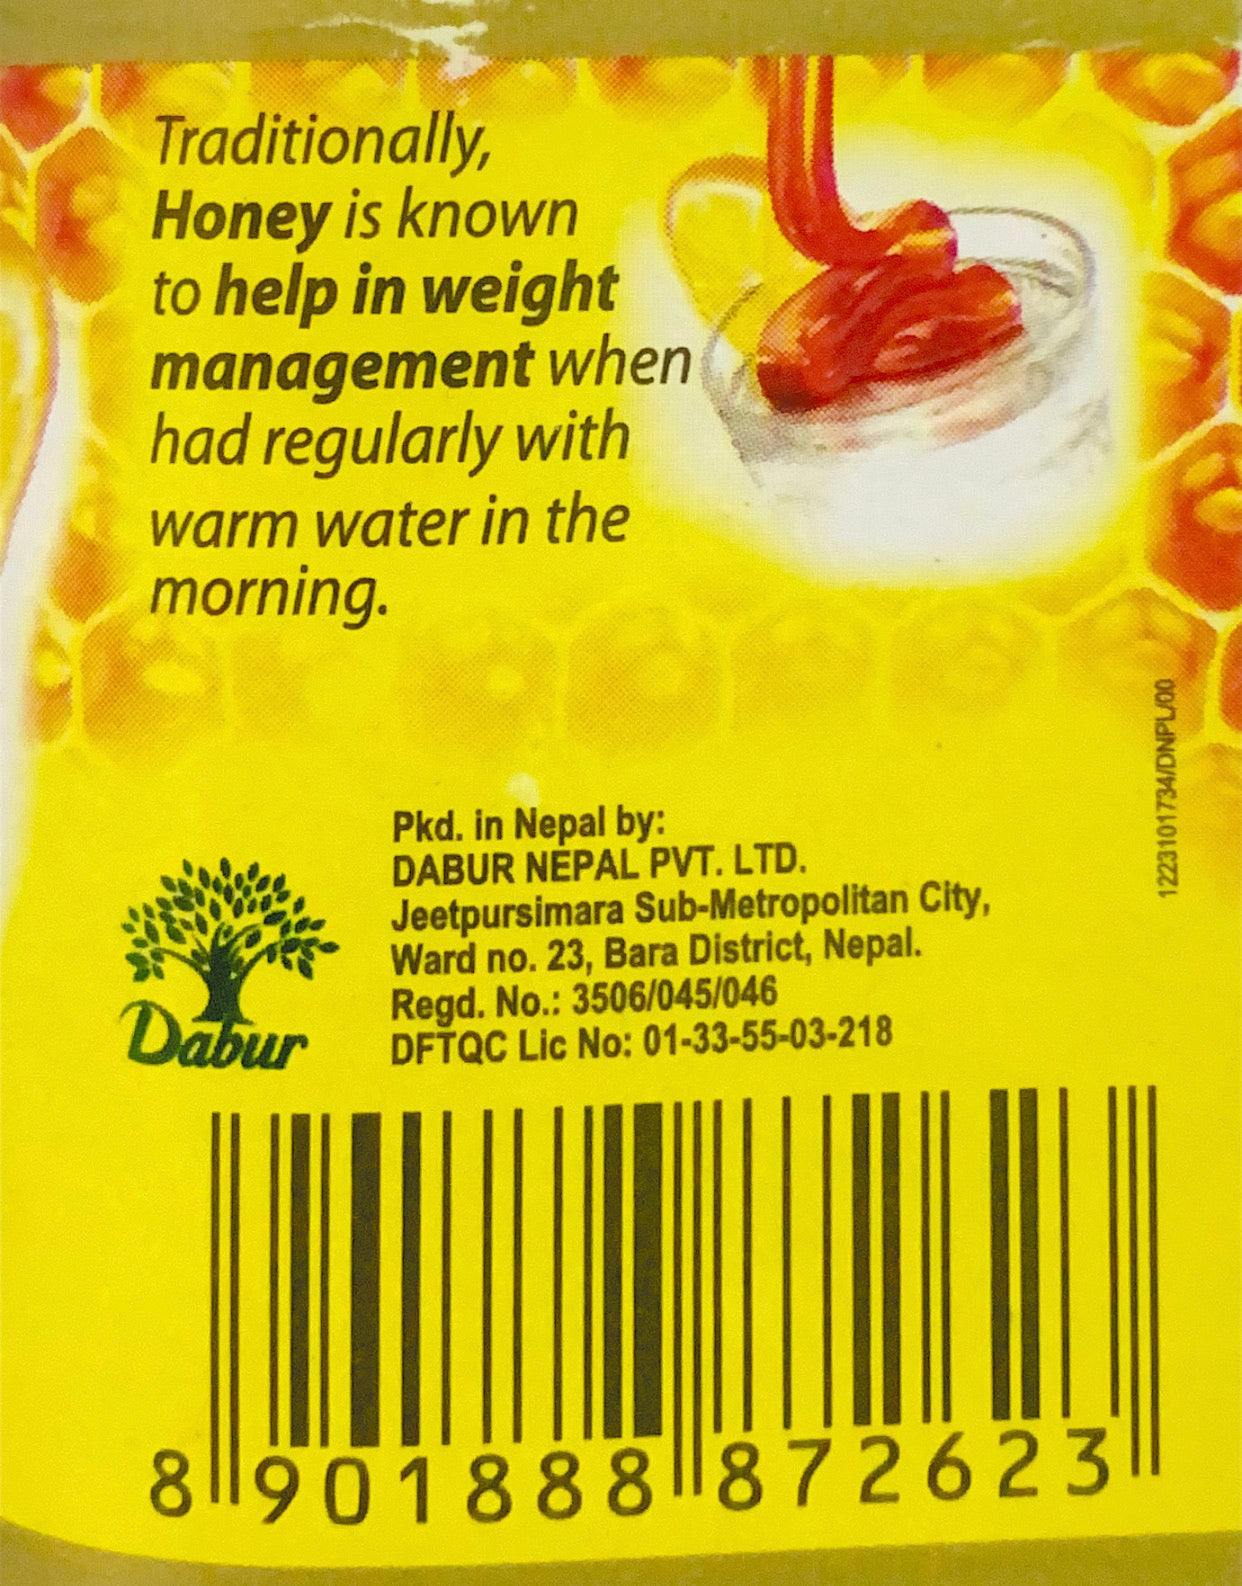 Traditionally,
Honey is known
to help in weight
management when
had regularly with
warm water in the
morning.
1223101734/DNPL/00
Pkd. in Nepal by:
DABUR NEPAL PVT. LTD.
Jeetpursimara Sub-Metropolitan City,
Ward no. 23, Bara District, Nepal.
Regd. No.: 3506/045/046
DFTQC Lic No: 01-33-55-03-218
Dabur
8 901888 872623